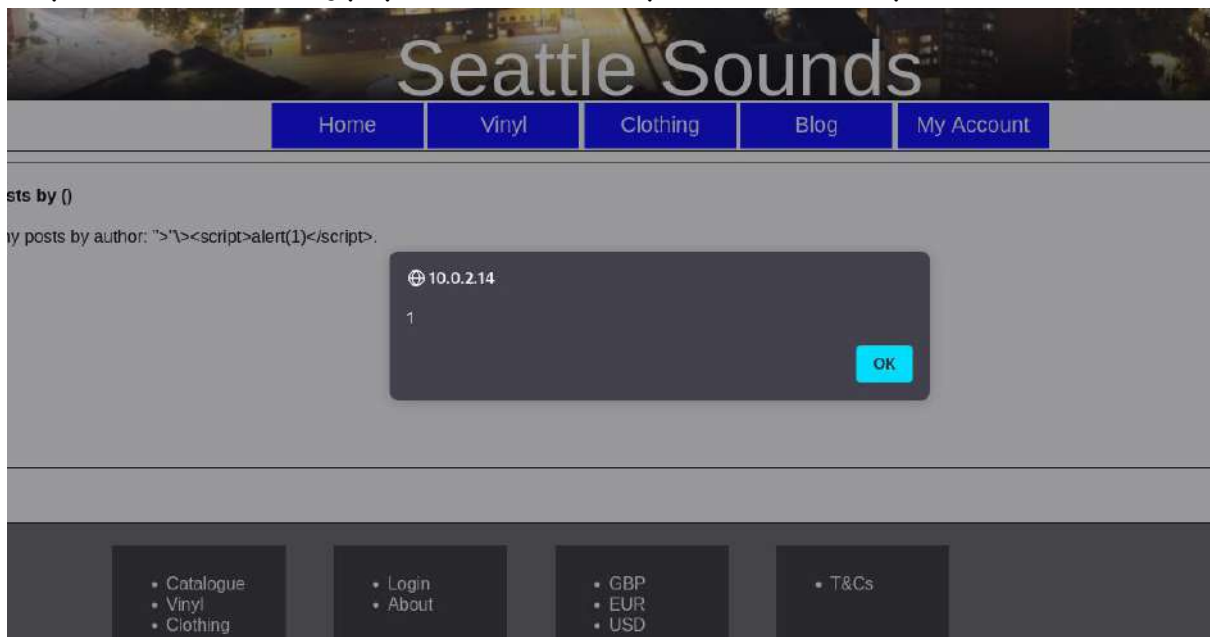 Seattle Sounds
Home Vinyl Clothing Blog My Account
sts by ()
ny posts by author: ">'\><script>alert(1)</script>.
10.0.2.14
1
OK
• Catalogue
• Vinyl
• Clothing
• Login
• About
• GBP
• EUR
• USD
• T&Cs